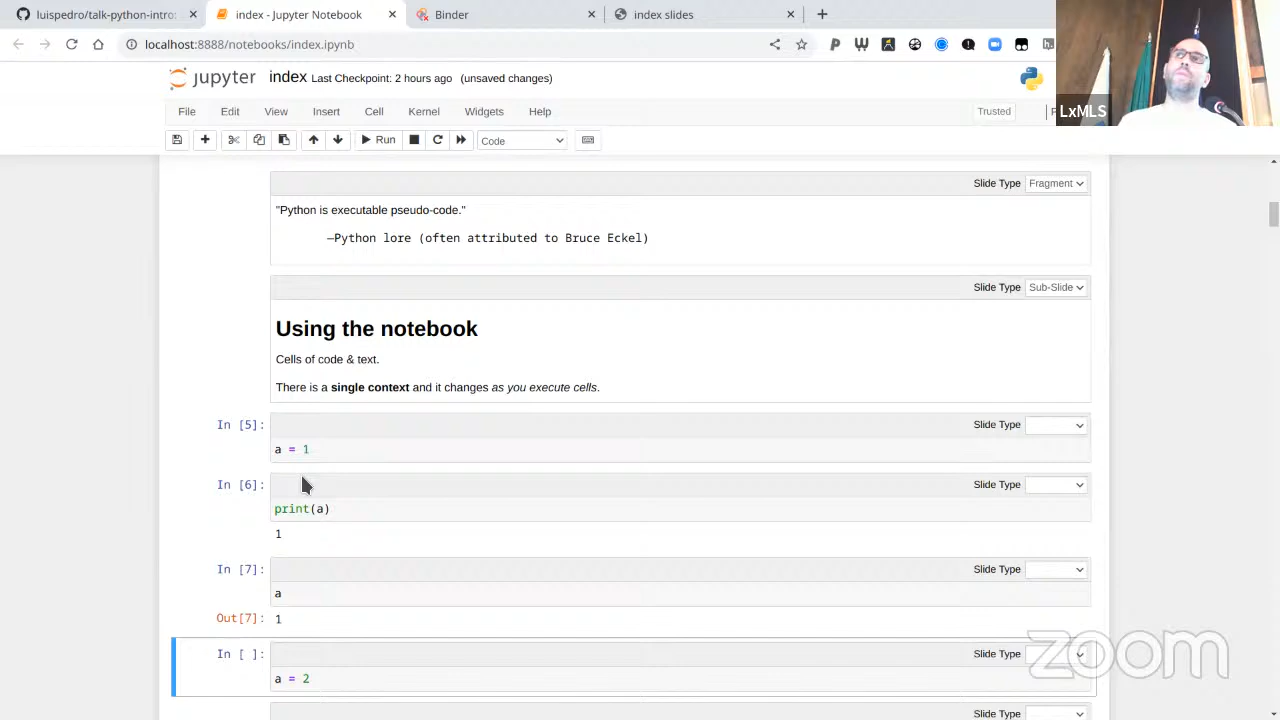 luispedro/talk-python-intro:
index - Jupyter Notebook
Binder
index slides
localhost:8888/notebooks/index.ipynb
jupyter index Last Checkpoint: 2 hours ago (unsaved changes)
LxMLS
File Edit View Insert Cell Kernel Widgets Help
Trusted
Run
Code
Slide Type Fragment
"Python is executable pseudo-code."
—Python lore (often attributed to Bruce Eckel)
Slide Type Sub-Slide
Using the notebook
Cells of code & text.
There is a single context and it changes as you execute cells.
In [5]: Slide Type
a = 1
In [6]: Slide Type
print(a)
1
In [7]: Slide Type
a
Out[7]: 1
In [ ]: Slide Type
a = 2
zoom
Slide Type